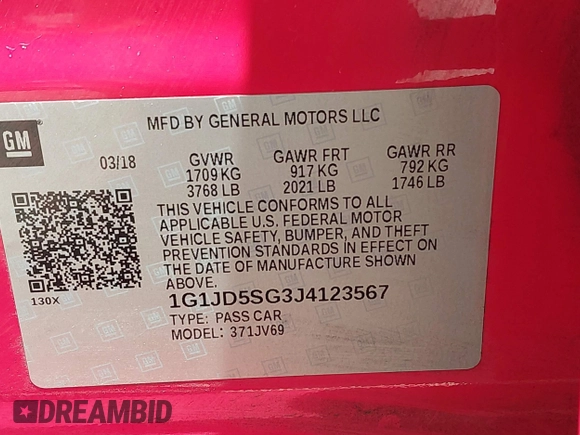 GM
MFD BY GENERAL MOTORS LLC
03/18
GVWR GAWR FRT GAWR RR
1709 KG 917 KG 792 KG
3768 LB 2021 LB 1746 LB
THIS VEHICLE CONFORMS TO ALL
APPLICABLE U.S. FEDERAL MOTOR
VEHICLE SAFETY, BUMPER, AND THEFT
PREVENTION STANDARDS IN EFFECT ON
THE DATE OF MANUFACTURE SHOWN
ABOVE.
130X
1G1JD5SG3J4123567
TYPE: PASS CAR
MODEL: 371JV69
DREAMBID